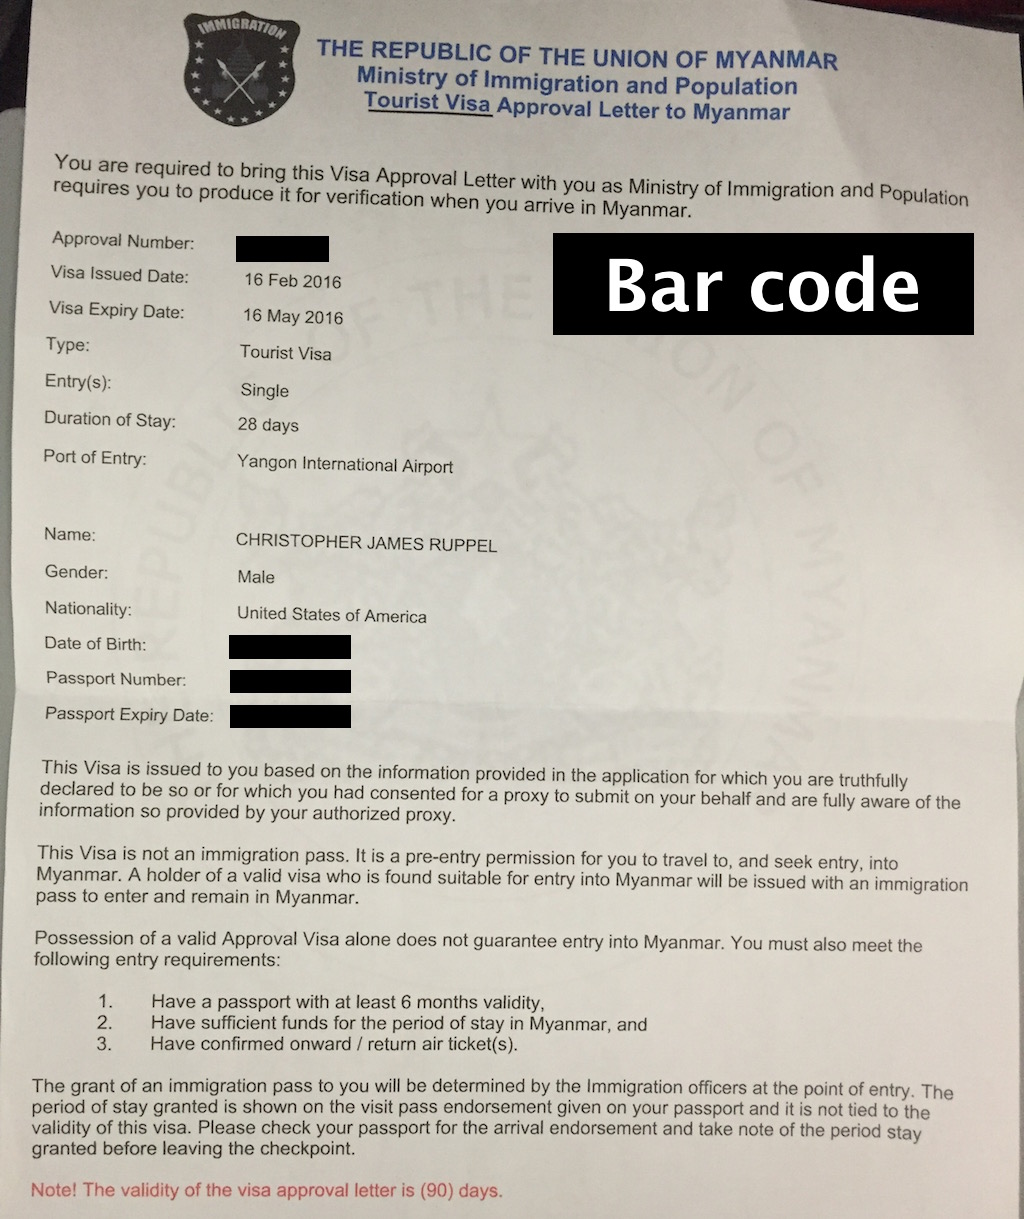 IMMIGRATION
THE REPUBLIC OF THE UNION OF MYANMAR
Ministry of Immigration and Population
Tourist Visa Approval Letter to Myanmar
You are required to bring this Visa Approval Letter with you as Ministry of Immigration and Population
requires you to produce it for verification when you arrive in Myanmar.
Approval Number:
Bar code
Visa Issued Date: 16 Feb 2016
Visa Expiry Date: 16 May 2016
Type: Tourist Visa
Entry(s): Single
Duration of Stay: 28 days
Port of Entry: Yangon International Airport
Name: CHRISTOPHER JAMES RUPPEL
Gender: Male
Nationality: United States of America
Date of Birth:
Passport Number:
Passport Expiry Date:
This Visa is issued to you based on the information provided in the application for which you are truthfully
declared to be so or for which you had consented for a proxy to submit on your behalf and are fully aware of the
information so provided by your authorized proxy.
This Visa is not an immigration pass. It is a pre-entry permission for you to travel to, and seek entry, into
Myanmar. A holder of a valid visa who is found suitable for entry into Myanmar will be issued with an immigration
pass to enter and remain in Myanmar.
Possession of a valid Approval Visa alone does not guarantee entry into Myanmar. You must also meet the
following entry requirements:
1. Have a passport with at least 6 months validity,
2. Have sufficient funds for the period of stay in Myanmar, and
3. Have confirmed onward / return air ticket(s).
The grant of an immigration pass to you will be determined by the Immigration officers at the point of entry. The
period of stay granted is shown on the visit pass endorsement given on your passport and it is not tied to the
validity of this visa. Please check your passport for the arrival endorsement and take note of the period stay
granted before leaving the checkpoint.
Note! The validity of the visa approval letter is (90) days.